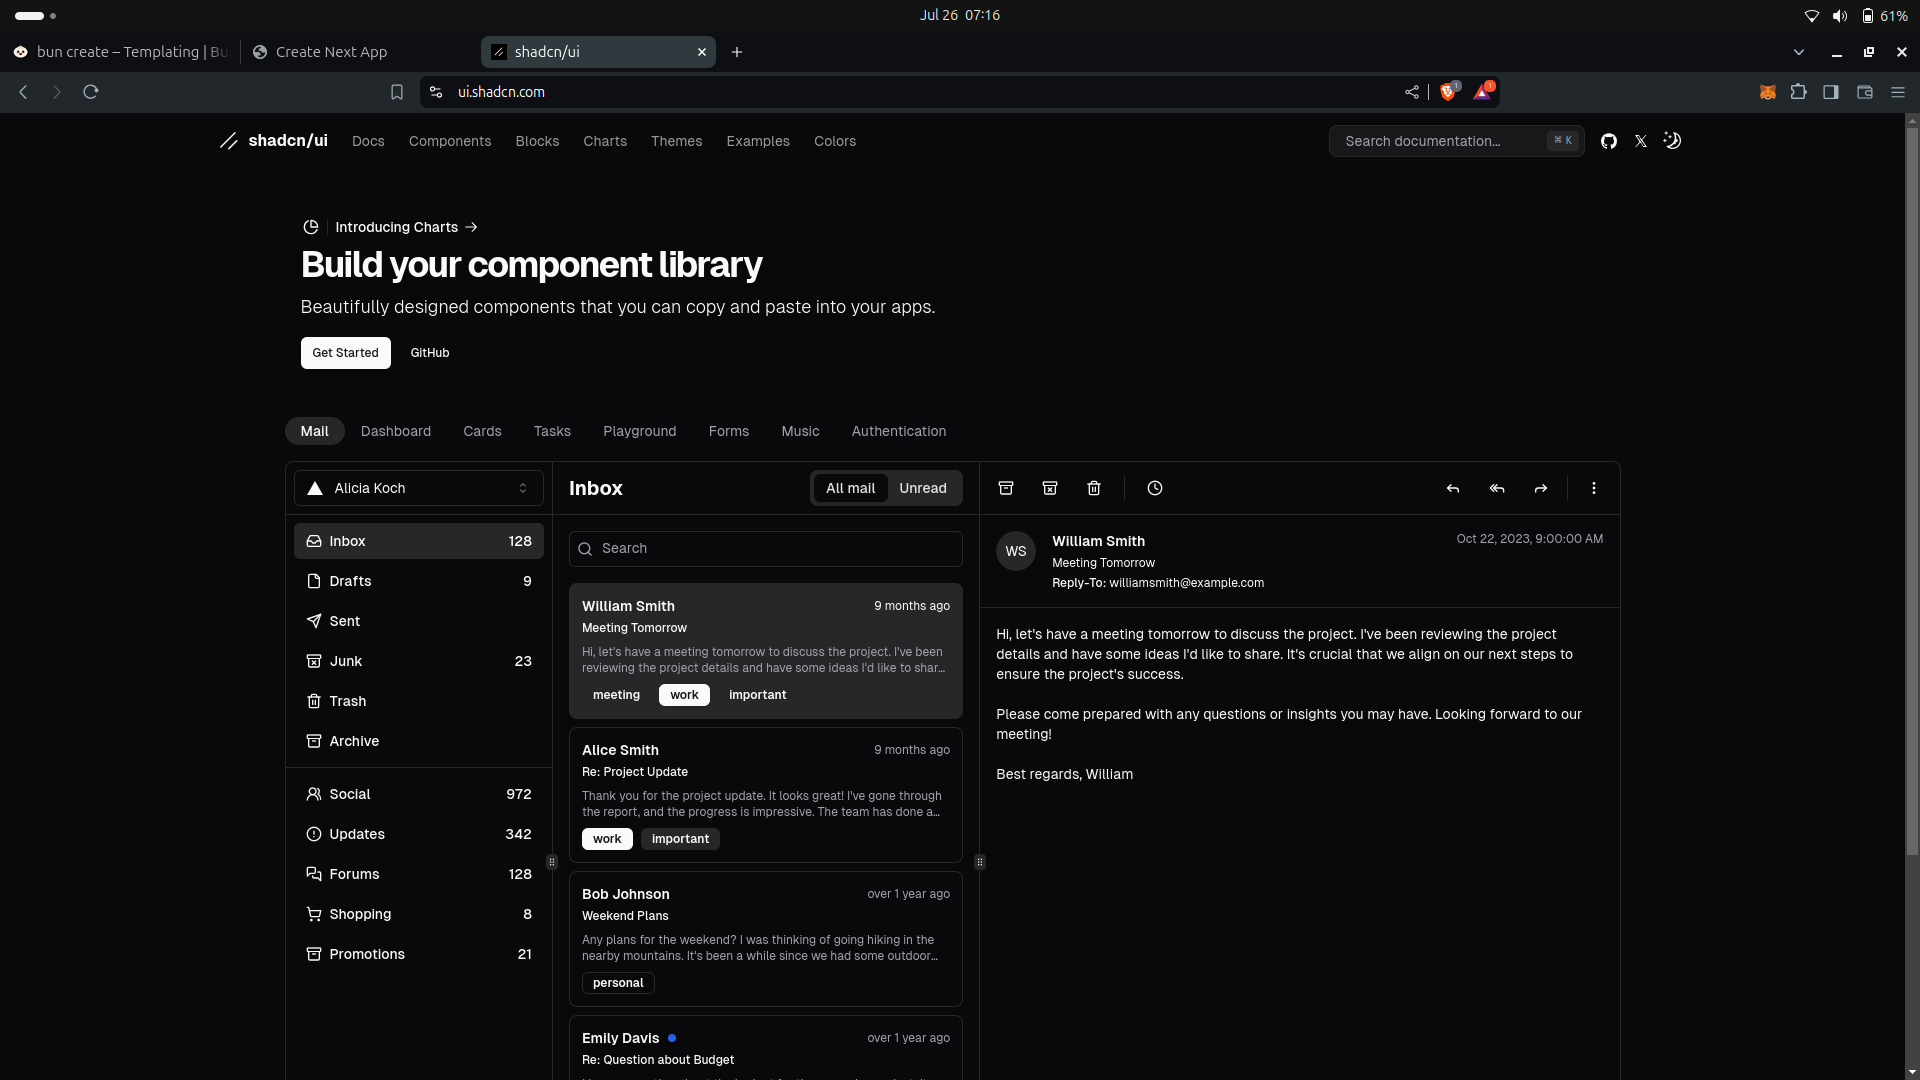 Jul 26 07:16
61%
bun create – Templating | Bu
Create Next App
shadcn/ui
ui.shadcn.com
1
1
shadcn/ui
Docs
Components
Blocks
Charts
Themes
Examples
Colors
Search documentation...
⌘ K
Introducing Charts
Build your component library
Beautifully designed components that you can copy and paste into your apps.
Get Started
GitHub
Mail
Dashboard
Cards
Tasks
Playground
Forms
Music
Authentication
Alicia Koch
Inbox 128
Drafts 9
Sent
Junk 23
Trash
Archive
Social 972
Updates 342
Forums 128
Shopping 8
Promotions 21
Inbox
All mail
Unread
Search
William Smith
9 months ago
Meeting Tomorrow
Hi, let's have a meeting tomorrow to discuss the project. I've been
reviewing the project details and have some ideas I'd like to shar...
meeting
work
important
Alice Smith
9 months ago
Re: Project Update
Thank you for the project update. It looks great! I've gone through
the report, and the progress is impressive. The team has done a...
work
important
Bob Johnson
over 1 year ago
Weekend Plans
Any plans for the weekend? I was thinking of going hiking in the
nearby mountains. It's been a while since we had some outdoor...
personal
Emily Davis
over 1 year ago
Re: Question about Budget
WS
William Smith
Oct 22, 2023, 9:00:00 AM
Meeting Tomorrow
Reply-To: williamsmith@example.com
Hi, let's have a meeting tomorrow to discuss the project. I've been reviewing the project
details and have some ideas I'd like to share. It's crucial that we align on our next steps to
ensure the project's success.
Please come prepared with any questions or insights you may have. Looking forward to our
meeting!
Best regards, William